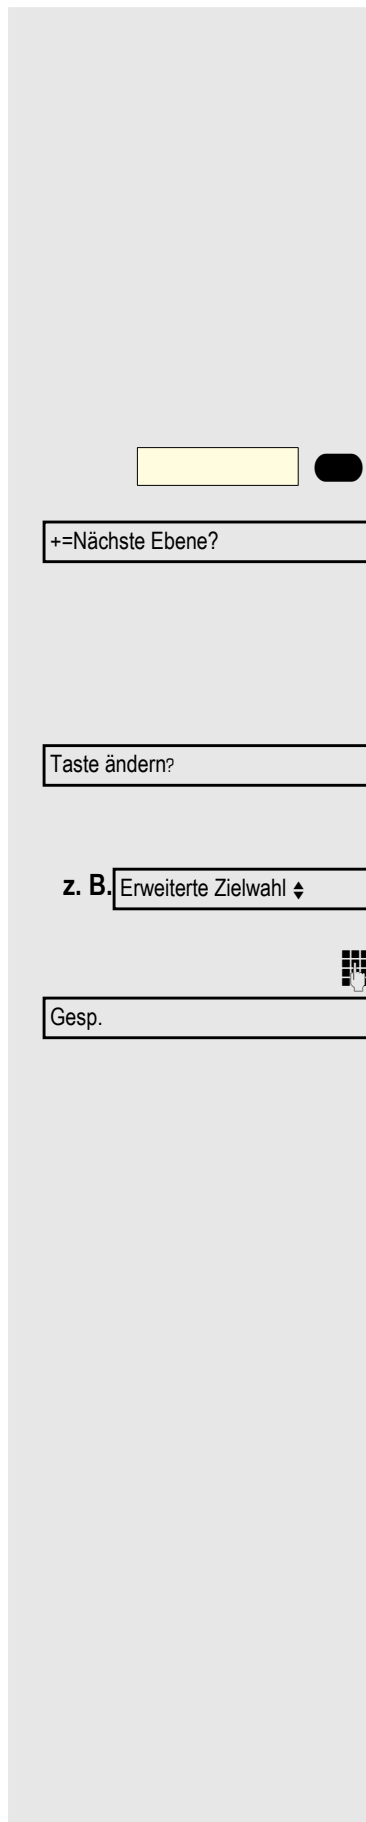 +=Nächste Ebene?
Taste ändern?
z. B. Erweiterte Zielwahl
Gesp.